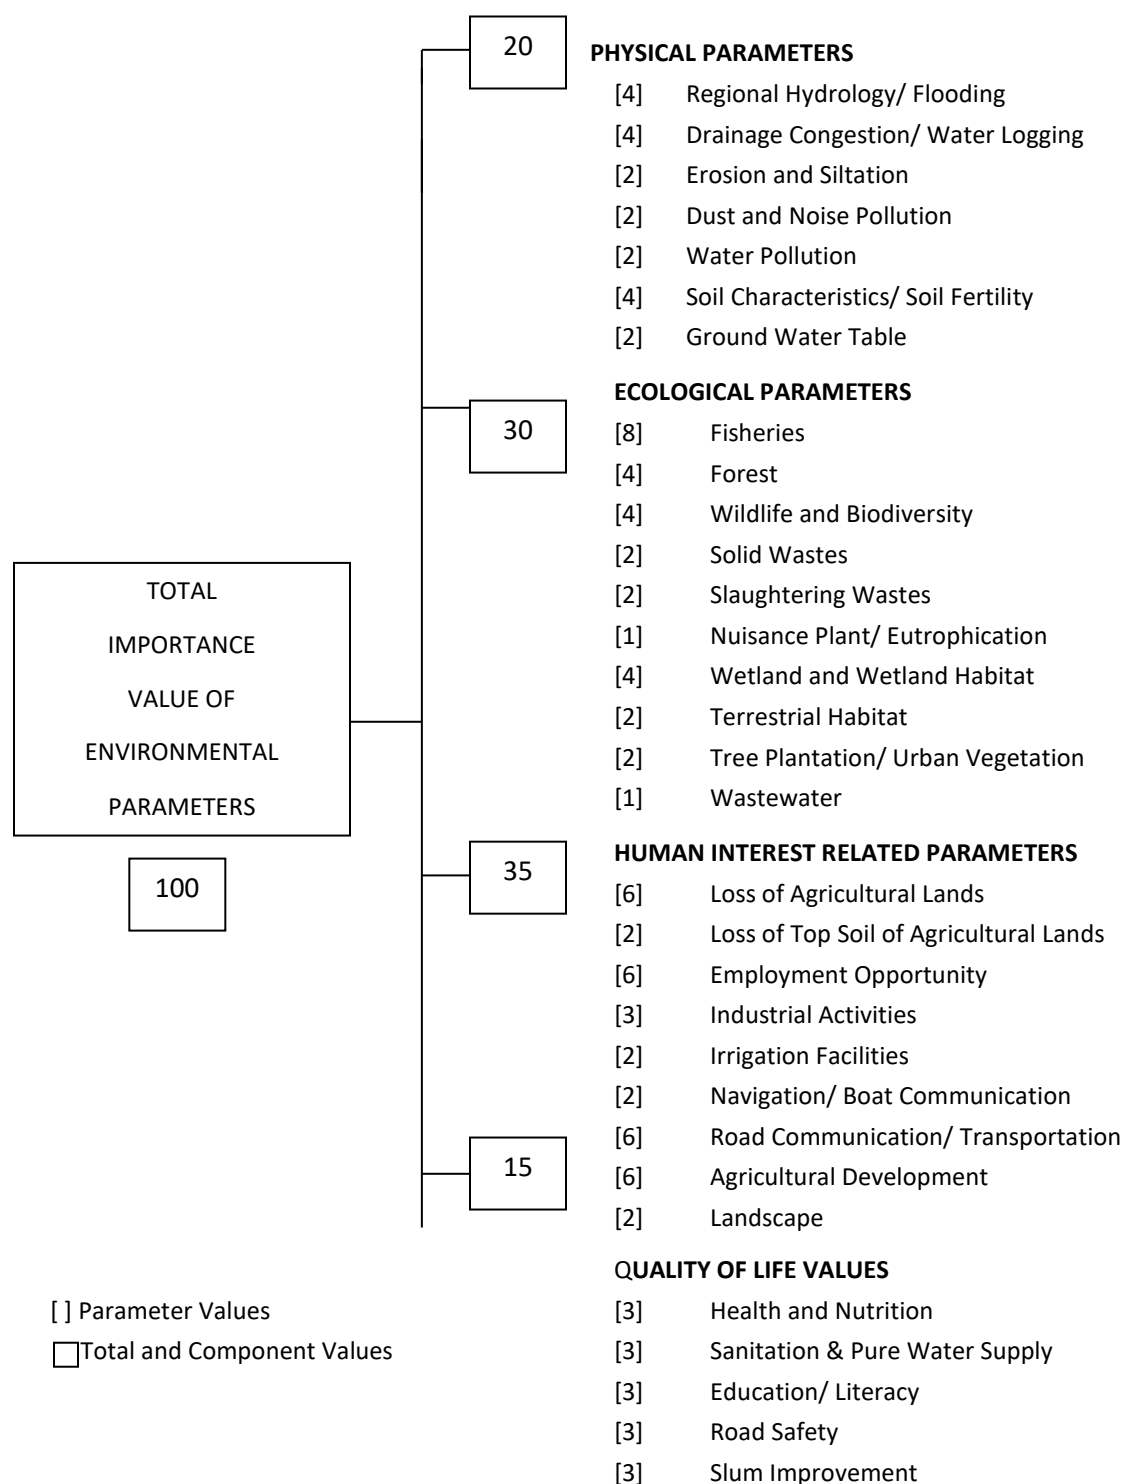 20
PHYSICAL PARAMETERS
[4] Regional Hydrology/ Flooding
[4] Drainage Congestion/ Water Logging
[2] Erosion and Siltation
[2] Dust and Noise Pollution
[2] Water Pollution
[4] Soil Characteristics/ Soil Fertility
[2] Ground Water Table
30
ECOLOGICAL PARAMETERS
[8] Fisheries
[4] Forest
[4] Wildlife and Biodiversity
[2] Solid Wastes
[2] Slaughtering Wastes
[1] Nuisance Plant/ Eutrophication
[4] Wetland and Wetland Habitat
[2] Terrestrial Habitat
[2] Tree Plantation/ Urban Vegetation
[1] Wastewater
TOTAL
IMPORTANCE
VALUE OF
ENVIRONMENTAL
PARAMETERS
100
35
HUMAN INTEREST RELATED PARAMETERS
[6] Loss of Agricultural Lands
[2] Loss of Top Soil of Agricultural Lands
[6] Employment Opportunity
[3] Industrial Activities
[2] Irrigation Facilities
[2] Navigation/ Boat Communication
[6] Road Communication/ Transportation
[6] Agricultural Development
[2] Landscape
15
QUALITY OF LIFE VALUES
[3] Health and Nutrition
[3] Sanitation & Pure Water Supply
[3] Education/ Literacy
[3] Road Safety
[3] Slum Improvement
[ ] Parameter Values
Total and Component Values